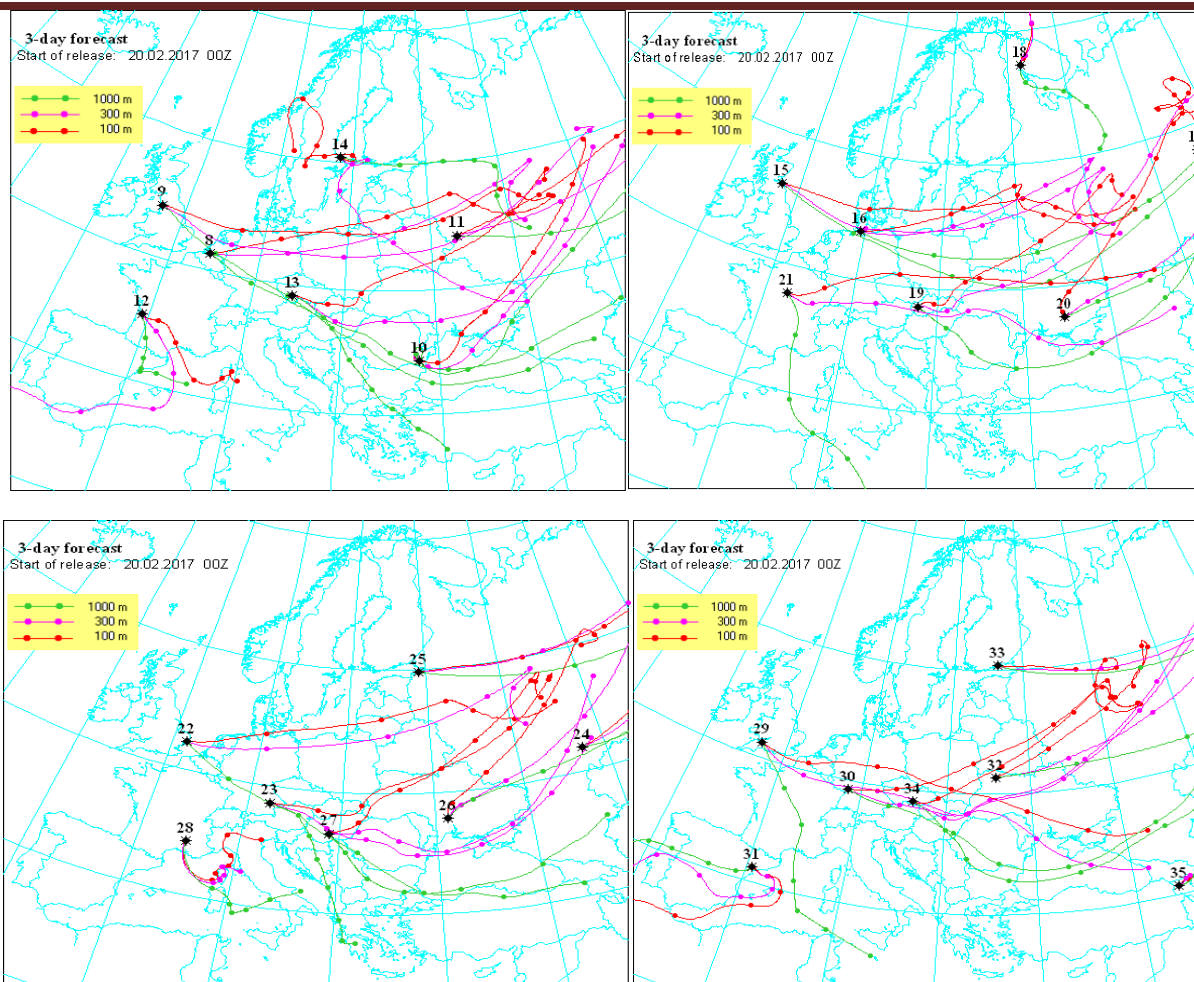 3-day forecast
Start of release: 20.02.2017 00Z
1000 m
300 m
100 m
14
9
8
11
13
12
10
3-day forecast
Start of release: 20.02.2017 00Z
1000 m
300 m
100 m
18
15
16
21
19
20
3-day forecast
Start of release: 20.02.2017 00Z
1000 m
300 m
100 m
25
22
24
23
26
27
28
3-day forecast
Start of release: 20.02.2017 00Z
1000 m
300 m
100 m
33
29
32
30
34
31
35